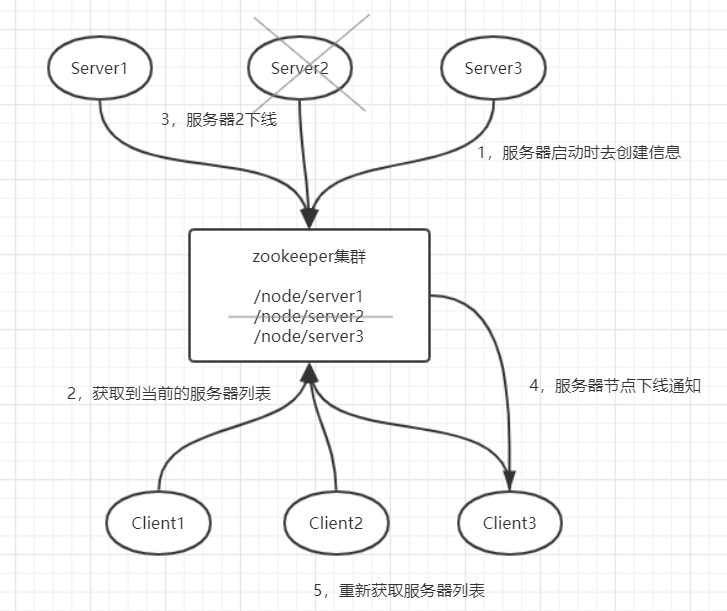 Server1
Server2
Server3
3，服务器2下线
1，服务器启动时去创建信息
zookeeper集群
/node/server1
/node/server2
/node/server3
2，获取到当前的服务器列表
4，服务器节点下线通知
Client1
Client2
Client3
5，重新获取服务器列表